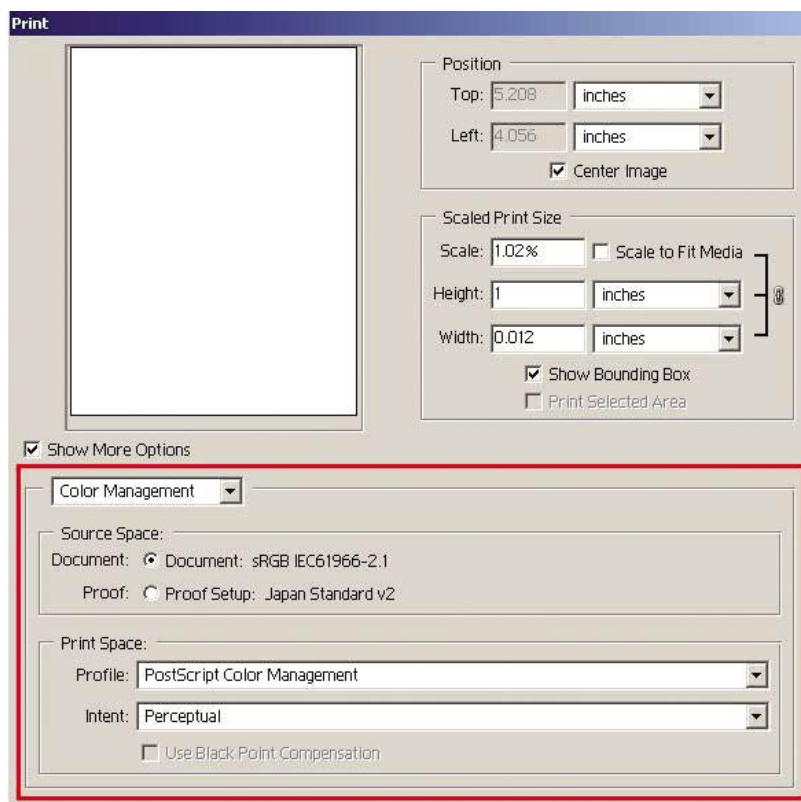 Print
Position
Top: 5.208 inches
Left: 4.056 inches
Center Image
Scaled Print Size
Scale: 1.02% Scale to Fit Media
Height: 1 inches
Width: 0.012 inches
Show Bounding Box
Print Selected Area
Show More Options
Color Management
Source Space:
Document: Document: sRGB IEC61966-2.1
Proof: Proof Setup: Japan Standard v2
Print Space:
Profile: PostScript Color Management
Intent: Perceptual
Use Black Point Compensation